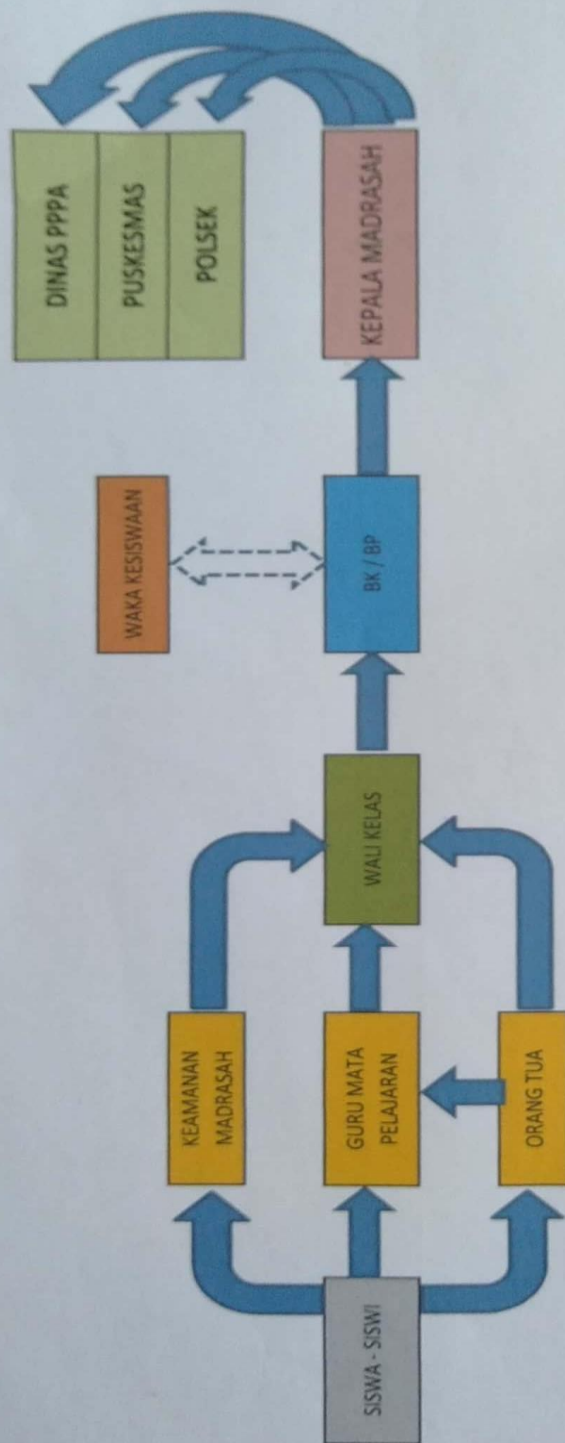 SISWA - SISWI
KEAMANAN
MADRASAH
GURU MATA
PELAJARAN
ORANG TUA
WALI KELAS
WAKA KESISWAAN
BK / BP
DINAS PPPA
PUSKESMAS
POLSEK
KEPALA MADRASAH